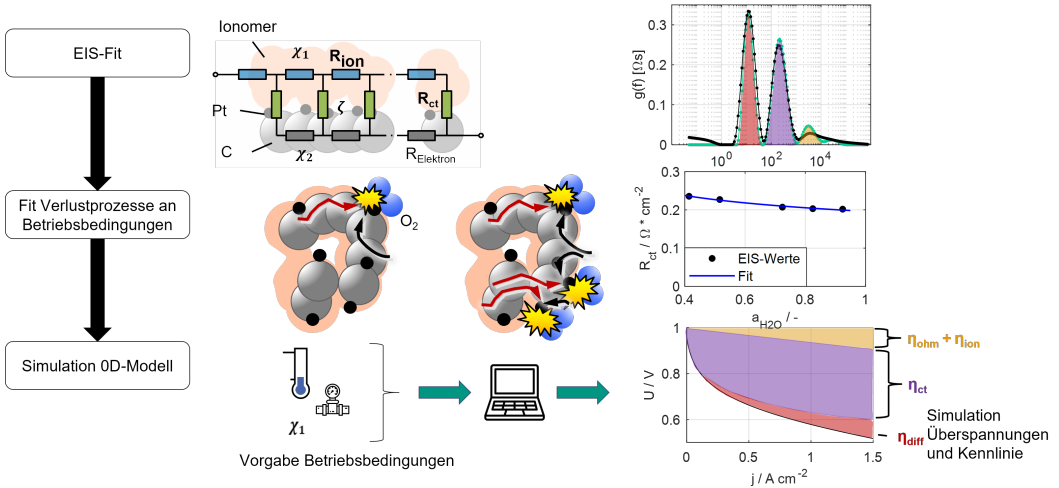 EIS-Fit
Fit Verlustprozesse an
Betriebsbedingungen
Simulation 0D-Modell
Ionomer
χ1
Rion
Rct
Pt
ζ
C
χ2
RElektron
O2
χ1
Vorgabe Betriebsbedingungen
g(f) [Ωs]
0.3
0.2
0.1
0
10^0
10^2
10^4
Rct / Ω * cm-2
0.3
0.2
0.1
0
EIS-Werte
Fit
0.4
0.6
0.8
1
aH2O / -
U / V
1
0.8
0.6
0
0.5
1
1.5
j / A cm-2
ηohm + ηion
ηct
ηdiff
Simulation
Überspannungen
und Kennlinie